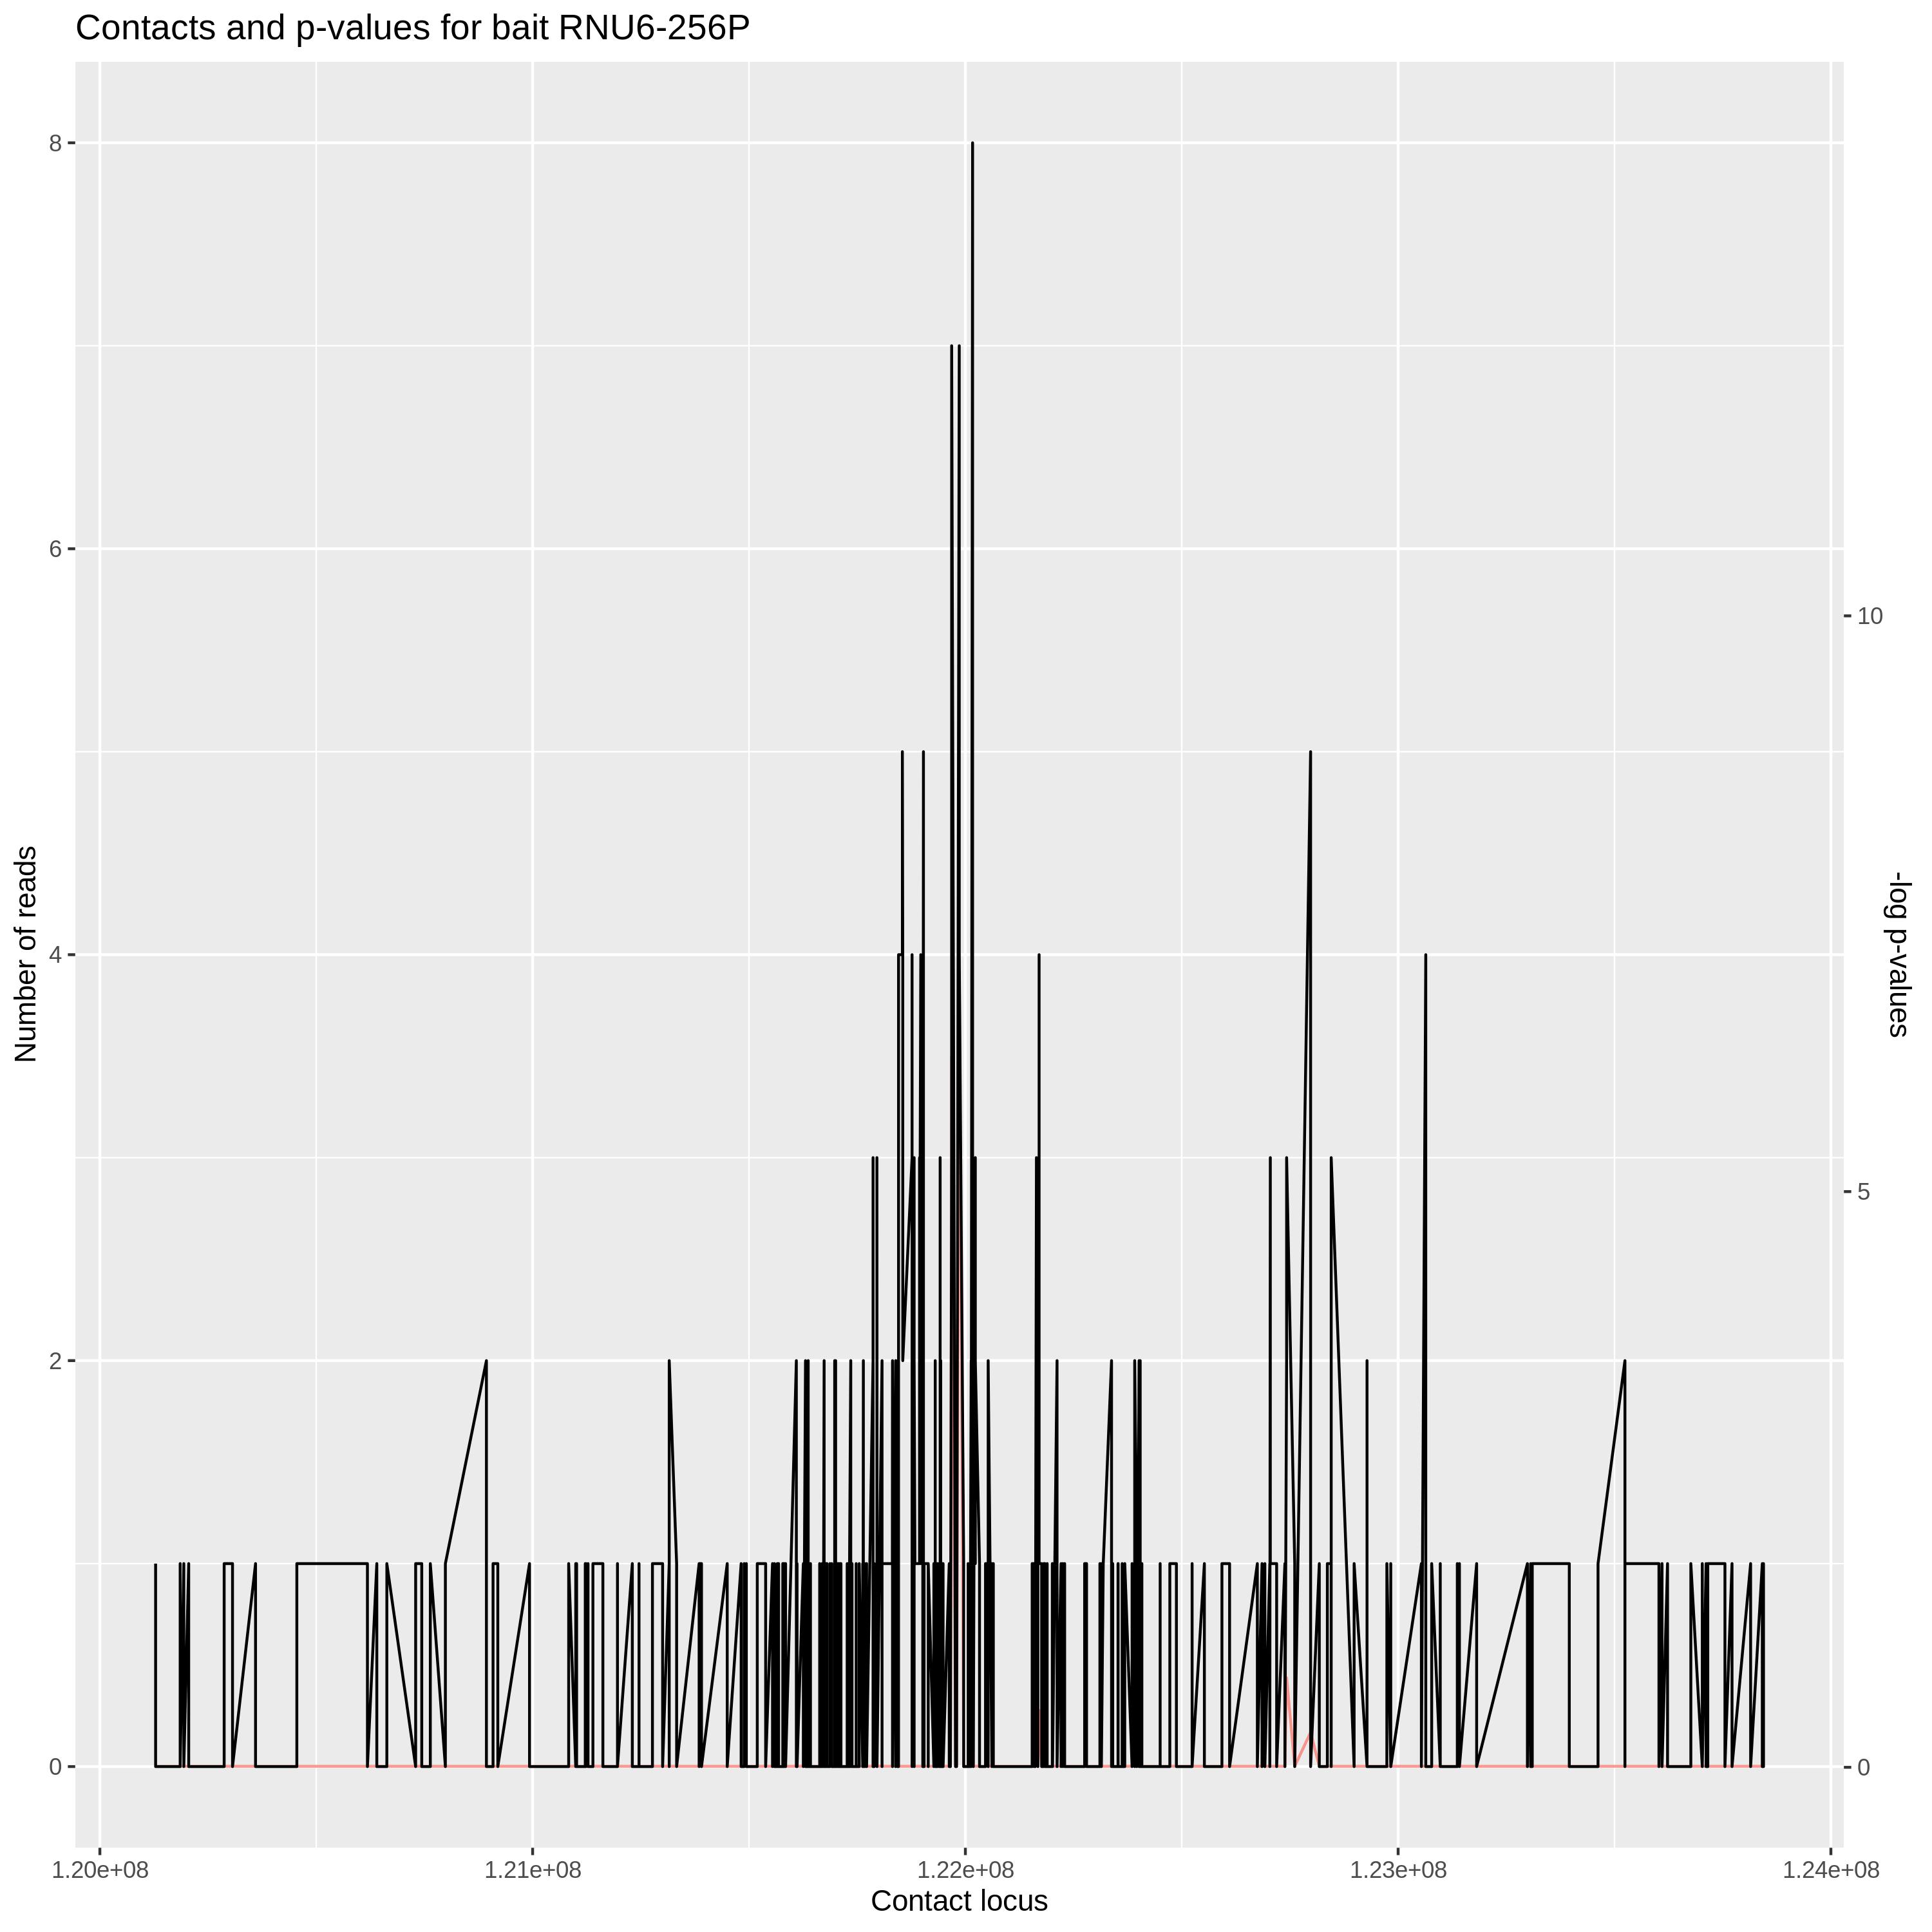 Contacts and p-values for bait RNU6-256P
8
6
4
2
0
Number of reads
10
5
0
-log p-values
1.20e+08
1.21e+08
1.22e+08
1.23e+08
1.24e+08
Contact locus